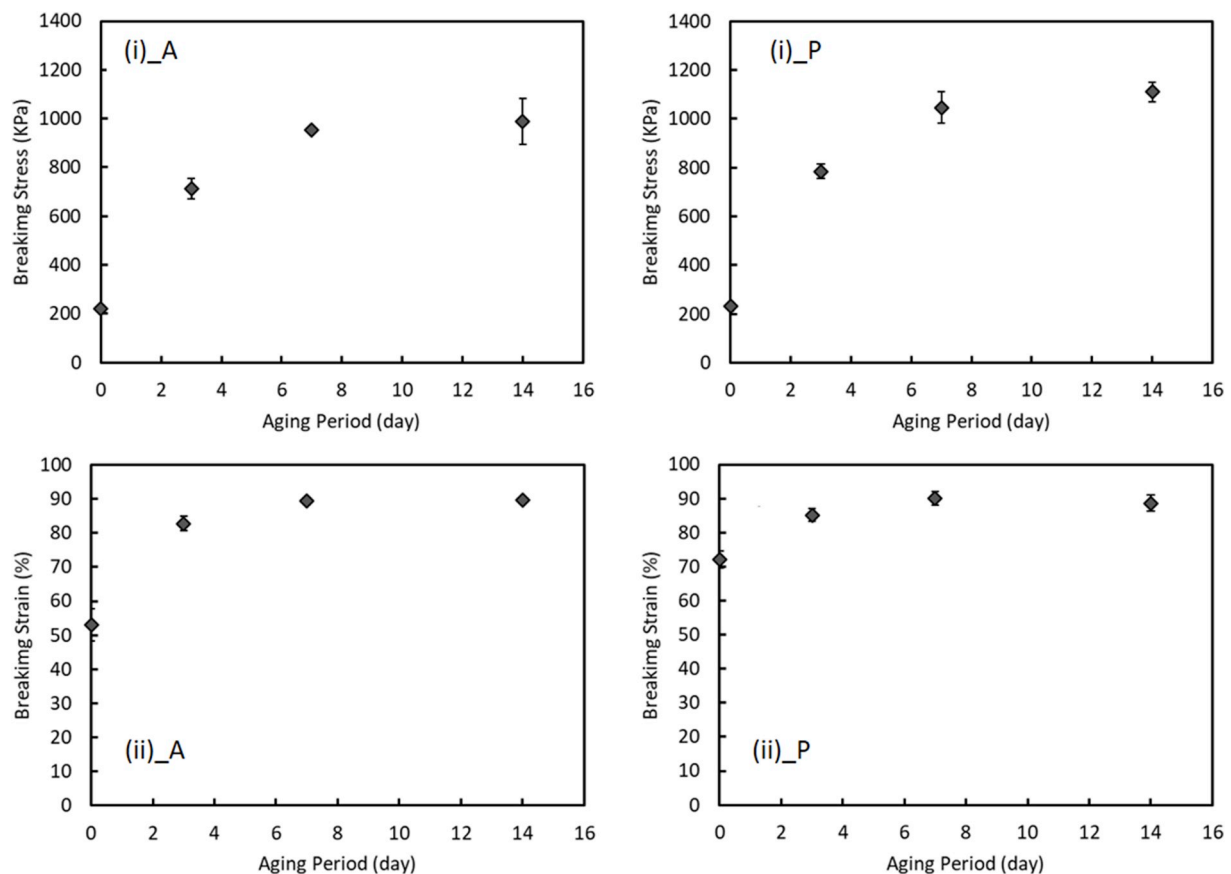 1400
1200
1000
800
600
400
200
0
Breakimg Stress (KPa)
(i)_A
0 2 4 6 8 10 12 14 16
Aging Period (day)
1400
1200
1000
800
600
400
200
0
Breakimg Stress (KPa)
(i)_P
0 2 4 6 8 10 12 14 16
Aging Period (day)
100
90
80
70
60
50
40
30
20
10
0
Breakimg Strain (%)
(ii)_A
0 2 4 6 8 10 12 14 16
Aging Period (day)
100
90
80
70
60
50
40
30
20
10
0
Breakimg Strain (%)
(ii)_P
0 2 4 6 8 10 12 14 16
Aging Period (day)